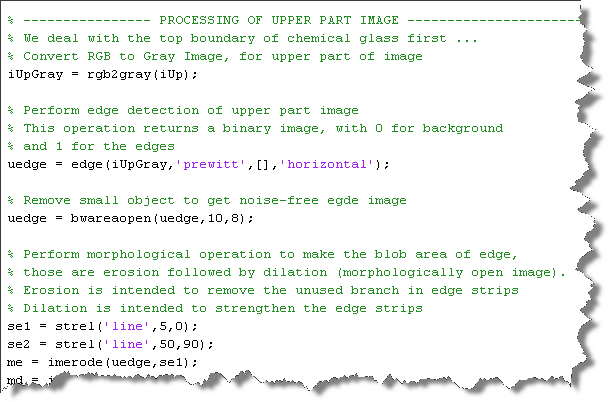 % ---------------- PROCESSING OF UPPER PART IMAGE ----------------------
% We deal with the top boundary of chemical glass first ...
% Convert RGB to Gray Image, for upper part of image
iUpGray = rgb2gray(iUp);
% Perform edge detection of upper part image
% This operation returns a binary image, with 0 for background
% and 1 for the edges
uedge = edge(iUpGray,'prewitt',[],'horizontal');
% Remove small object to get noise-free egde image
uedge = bwareaopen(uedge,10,8);
% Perform morphological operation to make the blob area of edge,
% those are erosion followed by dilation (morphologically open image).
% Erosion is intended to remove the unused branch in edge strips
% Dilation is intended to strengthen the edge strips
se1 = strel('line',5,0);
se2 = strel('line',50,90);
me = imerode(uedge,se1);
md =